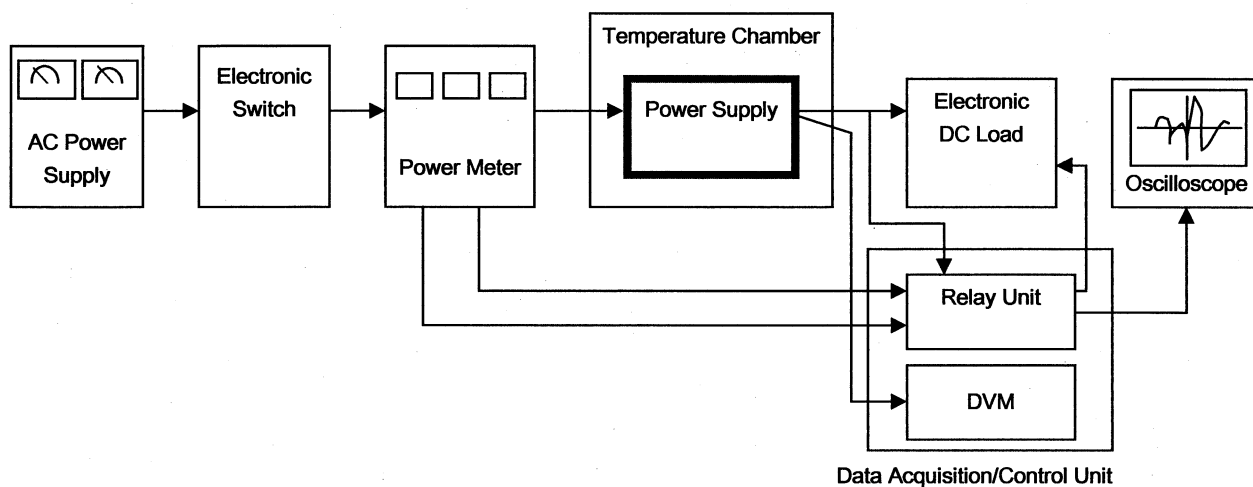 AC Power
Supply
Electronic
Switch
Power Meter
Temperature Chamber
Power Supply
Electronic
DC Load
Oscilloscope
Relay Unit
DVM
Data Acquisition/Control Unit